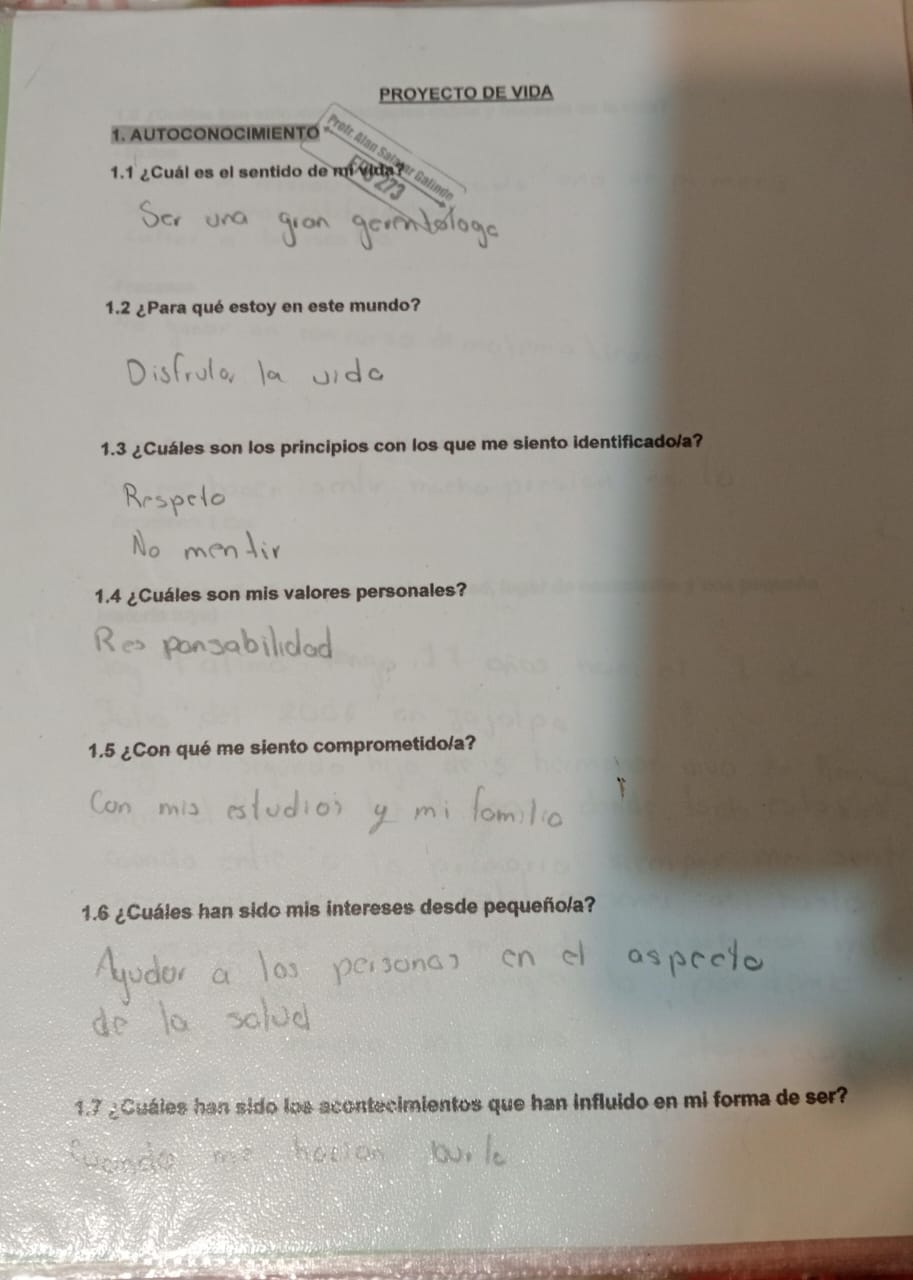 PROYECTO DE VIDA
1. AUTOCONOCIMIENTO
Profr. Alan Salazar Galindo
273
1.1 ¿Cuál es el sentido de mi vida?
Ser una gran gerentóloga
1.2 ¿Para qué estoy en este mundo?
Disfrutar la vida
1.3 ¿Cuáles son los principios con los que me siento identificado/a?
Respeto
No mentir
1.4 ¿Cuáles son mis valores personales?
Responsabilidad
1.5 ¿Con qué me siento comprometido/a?
Con mis estudios y mi familia
1.6 ¿Cuáles han sido mis intereses desde pequeño/a?
Ayudar a las personas en el aspecto
de la salud
1.7 ¿Cuáles han sido los acontecimientos que han influido en mi forma de ser?
Cuando me hacían burla